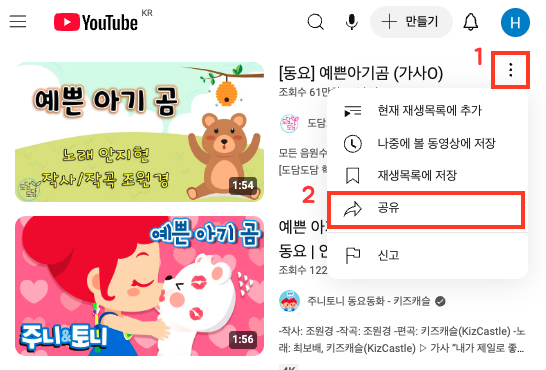 YouTube KR
만들기
H
1
예쁜 아기 곰
노래 안지현
작사/작곡 조원경
1:54
[동요] 예쁜아기곰 (가사O)
조회수 61만
도담
모든 음원수
[도담도담
현재 재생목록에 추가
나중에 볼 동영상에 저장
재생목록에 저장
2
공유
신고
예쁜 아기 곰
주니&토니
1:56
예쁜
동요 |
조회수 122
주니토니 동요동화 - 키즈캐슬
-작사: 조원경 -작곡: 조원경 -편곡: 키즈캐슬(KizCastle) -노
래: 최보배, 키즈캐슬(KizCastle) ▷ 가사 “내가 제일로 좋...
4K